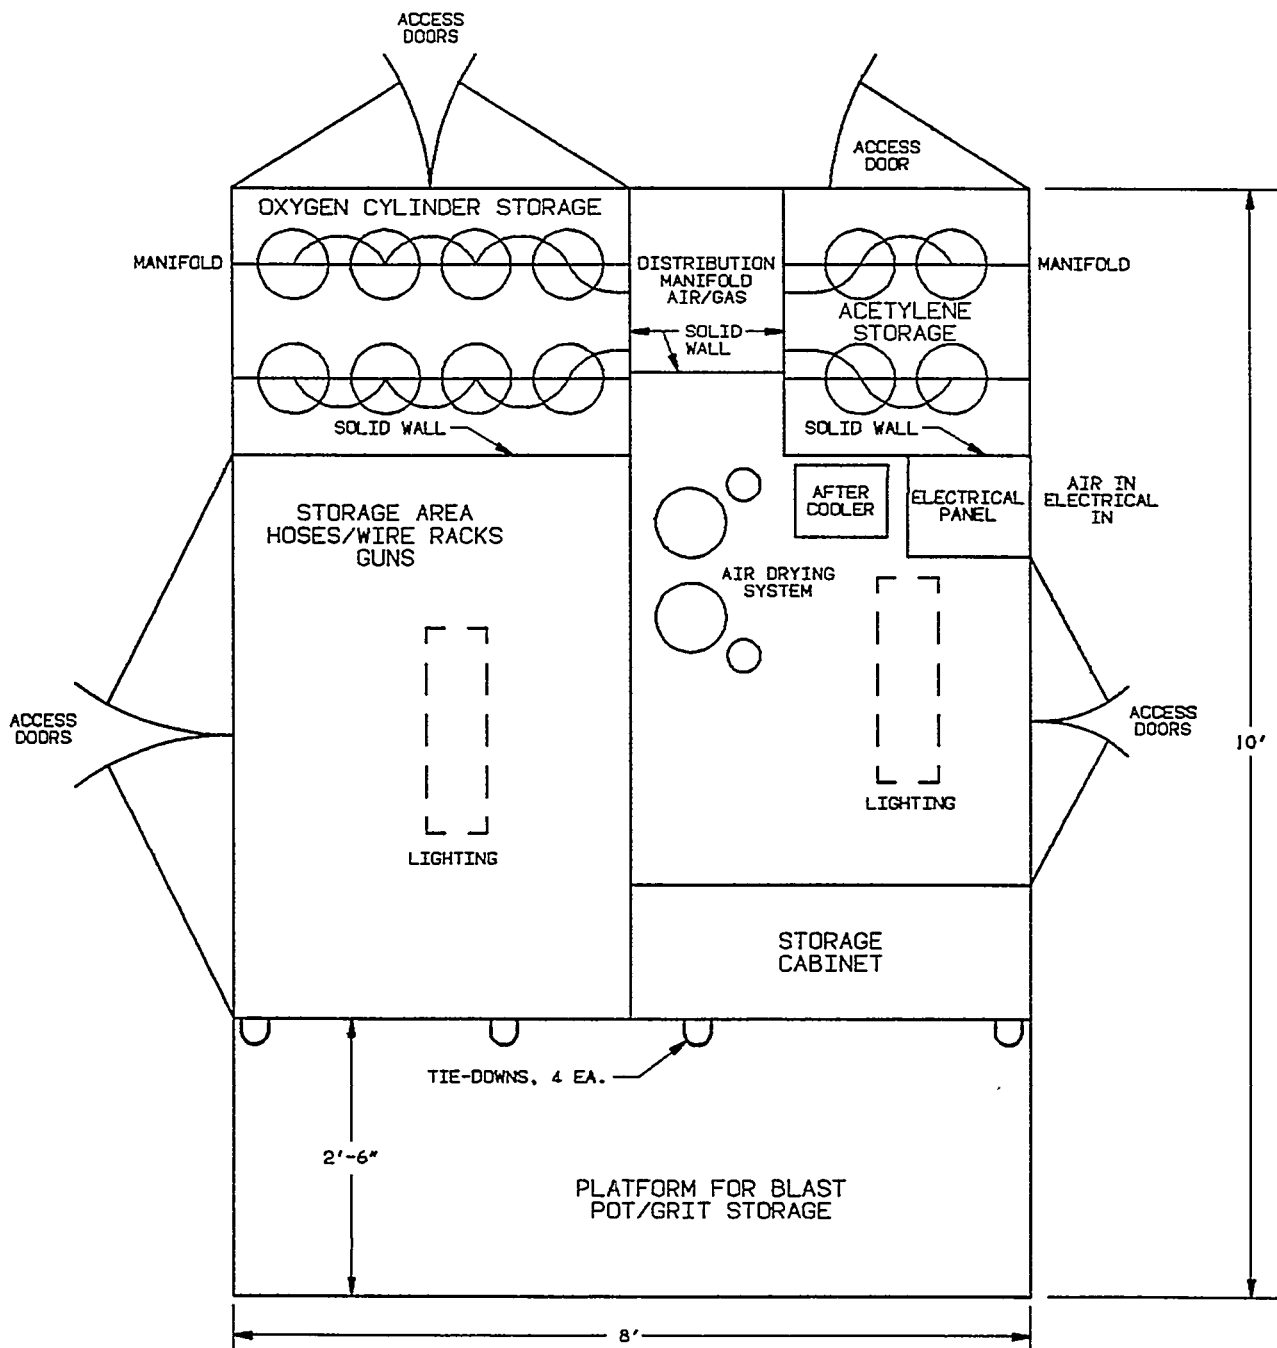 ACCESS
DOORS
ACCESS
DOOR
OXYGEN CYLINDER STORAGE
MANIFOLD
DISTRIBUTION
MANIFOLD
AIR/GAS
MANIFOLD
ACETYLENE
STORAGE
SOLID
WALL
SOLID WALL
SOLID WALL
STORAGE AREA
HOSES/WIRE RACKS
GUNS
AFTER
COOLER
ELECTRICAL
PANEL
AIR IN
ELECTRICAL
IN
AIR DRYING
SYSTEM
ACCESS
DOORS
ACCESS
DOORS
10'
LIGHTING
LIGHTING
STORAGE
CABINET
TIE-DOWNS, 4 EA.
2'-6"
PLATFORM FOR BLAST
POT/GRIT STORAGE
8'